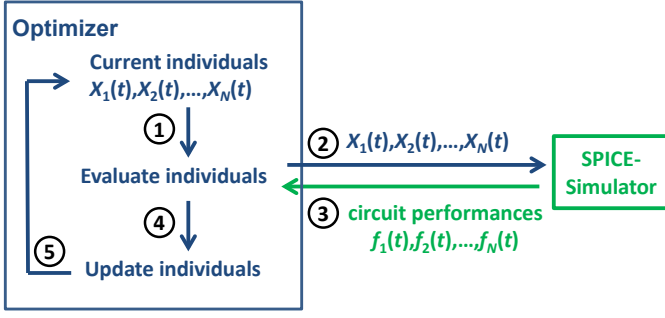 Optimizer
Current individuals
X1(t),X2(t),...,XN(t)
1
2 X1(t),X2(t),...,XN(t)
Evaluate individuals
SPICE-
Simulator
3 circuit performances
f1(t),f2(t),...,fN(t)
4
5
Update individuals